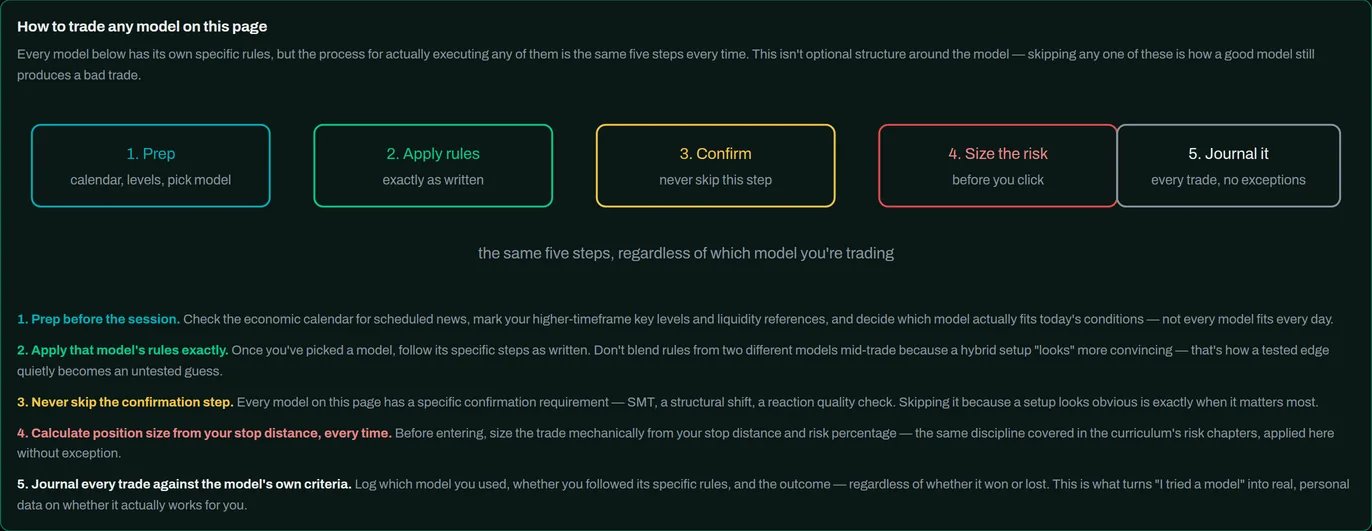 How to trade any model on this page
Every model below has its own specific rules, but the process for actually executing any of them is the same five steps every time. This isn't optional structure around the model — skipping any one of these is how a good model still
produces a bad trade.
1. Prep
calendar, levels, pick model
2. Apply rules
exactly as written
3. Confirm
never skip this step
4. Size the risk
before you click
5. Journal it
every trade, no exceptions
the same five steps, regardless of which model you're trading
1. Prep before the session. Check the economic calendar for scheduled news, mark your higher-timeframe key levels and liquidity references, and decide which model actually fits today's conditions — not every model fits every day.
2. Apply that model's rules exactly. Once you've picked a model, follow its specific steps as written. Don't blend rules from two different models mid-trade because a hybrid setup "looks" more convincing — that's how a tested edge
quietly becomes an untested guess.
3. Never skip the confirmation step. Every model on this page has a specific confirmation requirement — SMT, a structural shift, a reaction quality check. Skipping it because a setup looks obvious is exactly when it matters most.
4. Calculate position size from your stop distance, every time. Before entering, size the trade mechanically from your stop distance and risk percentage — the same discipline covered in the curriculum's risk chapters, applied here
without exception.
5. Journal every trade against the model's own criteria. Log which model you used, whether you followed its specific rules, and the outcome — regardless of whether it won or lost. This is what turns "I tried a model" into real, personal
data on whether it actually works for you.